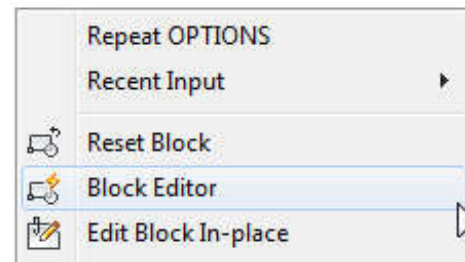 Repeat OPTIONS
Recent Input
Reset Block
Block Editor
Edit Block In-place